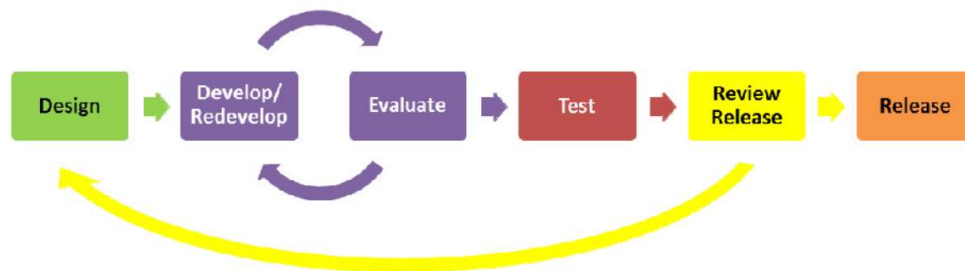 Design
Develop/
Redevelop
Evaluate
Test
Review
Release
Release